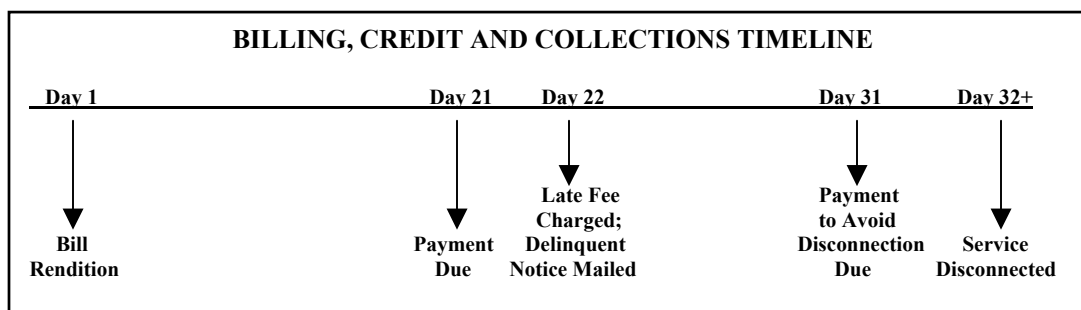 BILLING, CREDIT AND COLLECTIONS TIMELINE
Day 1
Day 21
Day 22
Day 31
Day 32+
Bill
Rendition
Payment
Due
Late Fee
Charged;
Delinquent
Notice Mailed
Payment
to Avoid
Disconnection
Due
Service
Disconnected